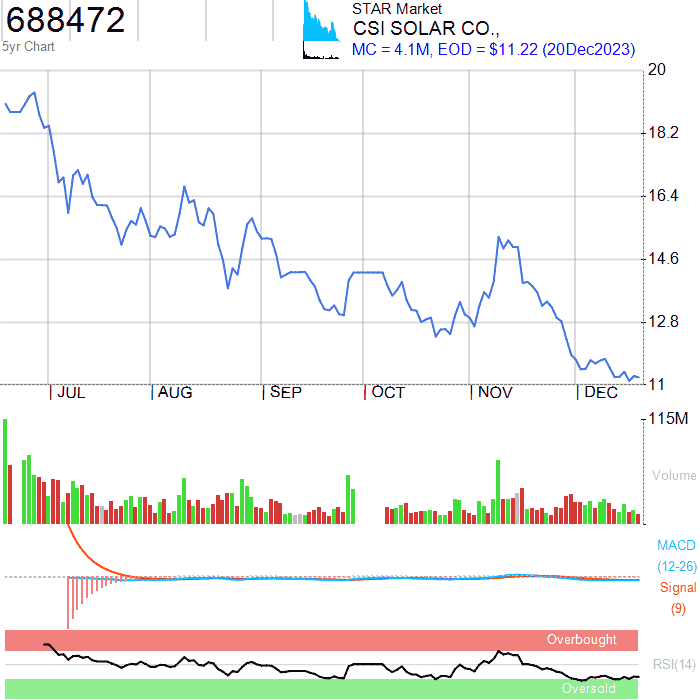 688472
5yr Chart
STAR Market
CSI SOLAR CO.,
MC = 4.1M, EOD = $11.22 (20Dec2023)
20
18.2
16.4
14.6
12.8
11
JUL AUG SEP OCT NOV DEC
115M
Volume
MACD
(12-26)
Signal
(9)
Overbought
RSI(14)
Oversold